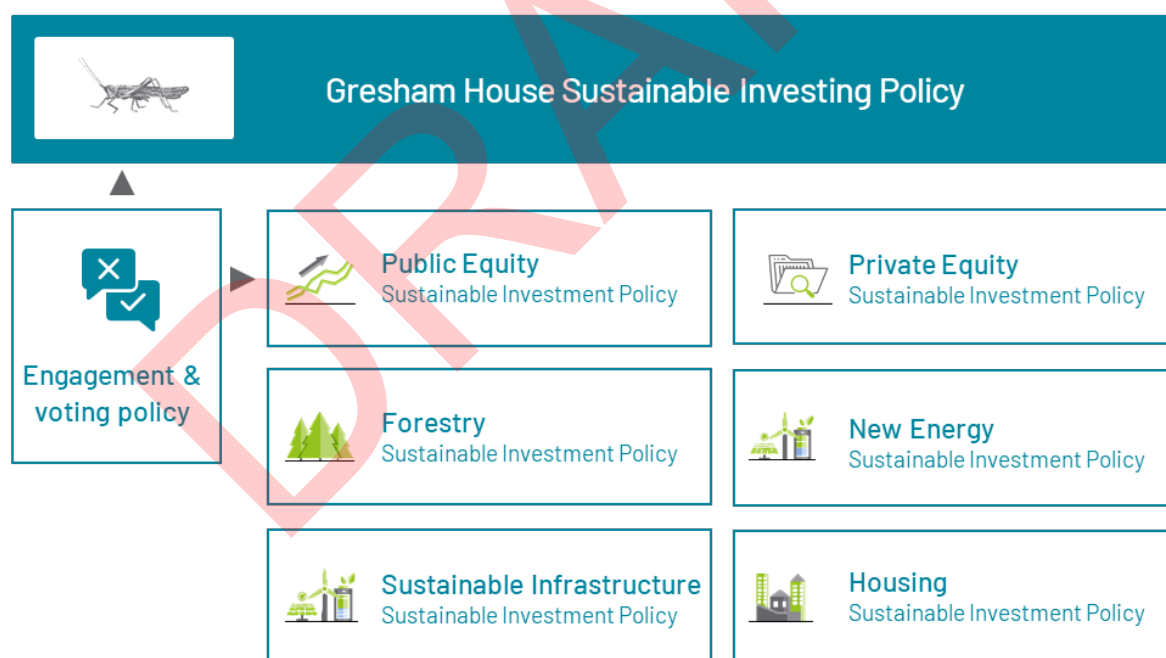 Gresham House Sustainable Investing Policy
Engagement &
voting policy
Public Equity
Sustainable Investment Policy
Private Equity
Sustainable Investment Policy
Forestry
Sustainable Investment Policy
New Energy
Sustainable Investment Policy
Sustainable Infrastructure
Sustainable Investment Policy
Housing
Sustainable Investment Policy
DRA